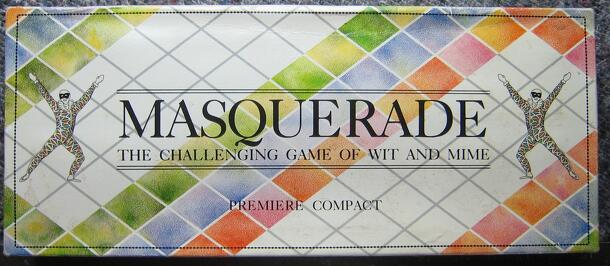 MASQUERADE
THE CHALLENGING GAME OF WIT AND MIME
PREMIERE COMPACT